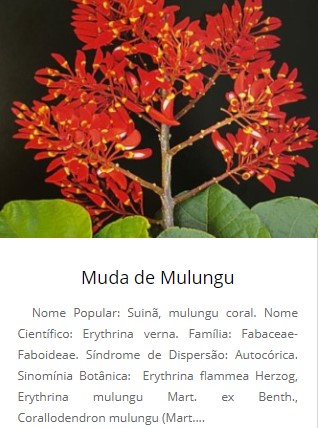 Muda de Mulungu
Nome Popular: Suinã, mulungu coral. Nome
Científico: Erythrina verna. Família: Fabaceae-
Faboideae. Síndrome de Dispersão: Autocórica.
Sinomínia Botânica: Erythrina flammea Herzog,
Erythrina mulungu Mart. ex Benth.,
Corallodendron mulungu (Mart....